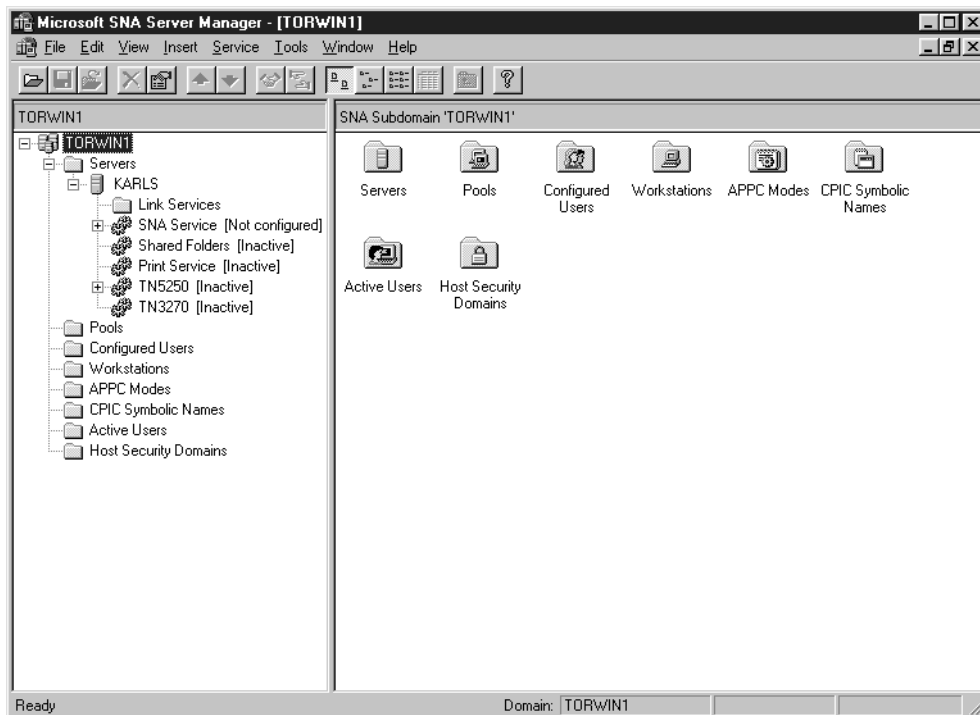 Microsoft SNA Server Manager - [TORWIN1]
File Edit View Insert Service Tools Window Help
TORWIN1
SNA Subdomain 'TORWIN1'
TORWIN1
Servers
KARLS
Link Services
SNA Service [Not configured]
Shared Folders [Inactive]
Print Service [Inactive]
TN5250 [Inactive]
TN3270 [Inactive]
Pools
Configured Users
Workstations
APPC Modes
CPIC Symbolic Names
Active Users
Host Security Domains
Servers
Pools
Configured
Users
Workstations
APPC Modes
CPIC Symbolic
Names
Active Users
Host Security
Domains
Ready
Domain: TORWIN1